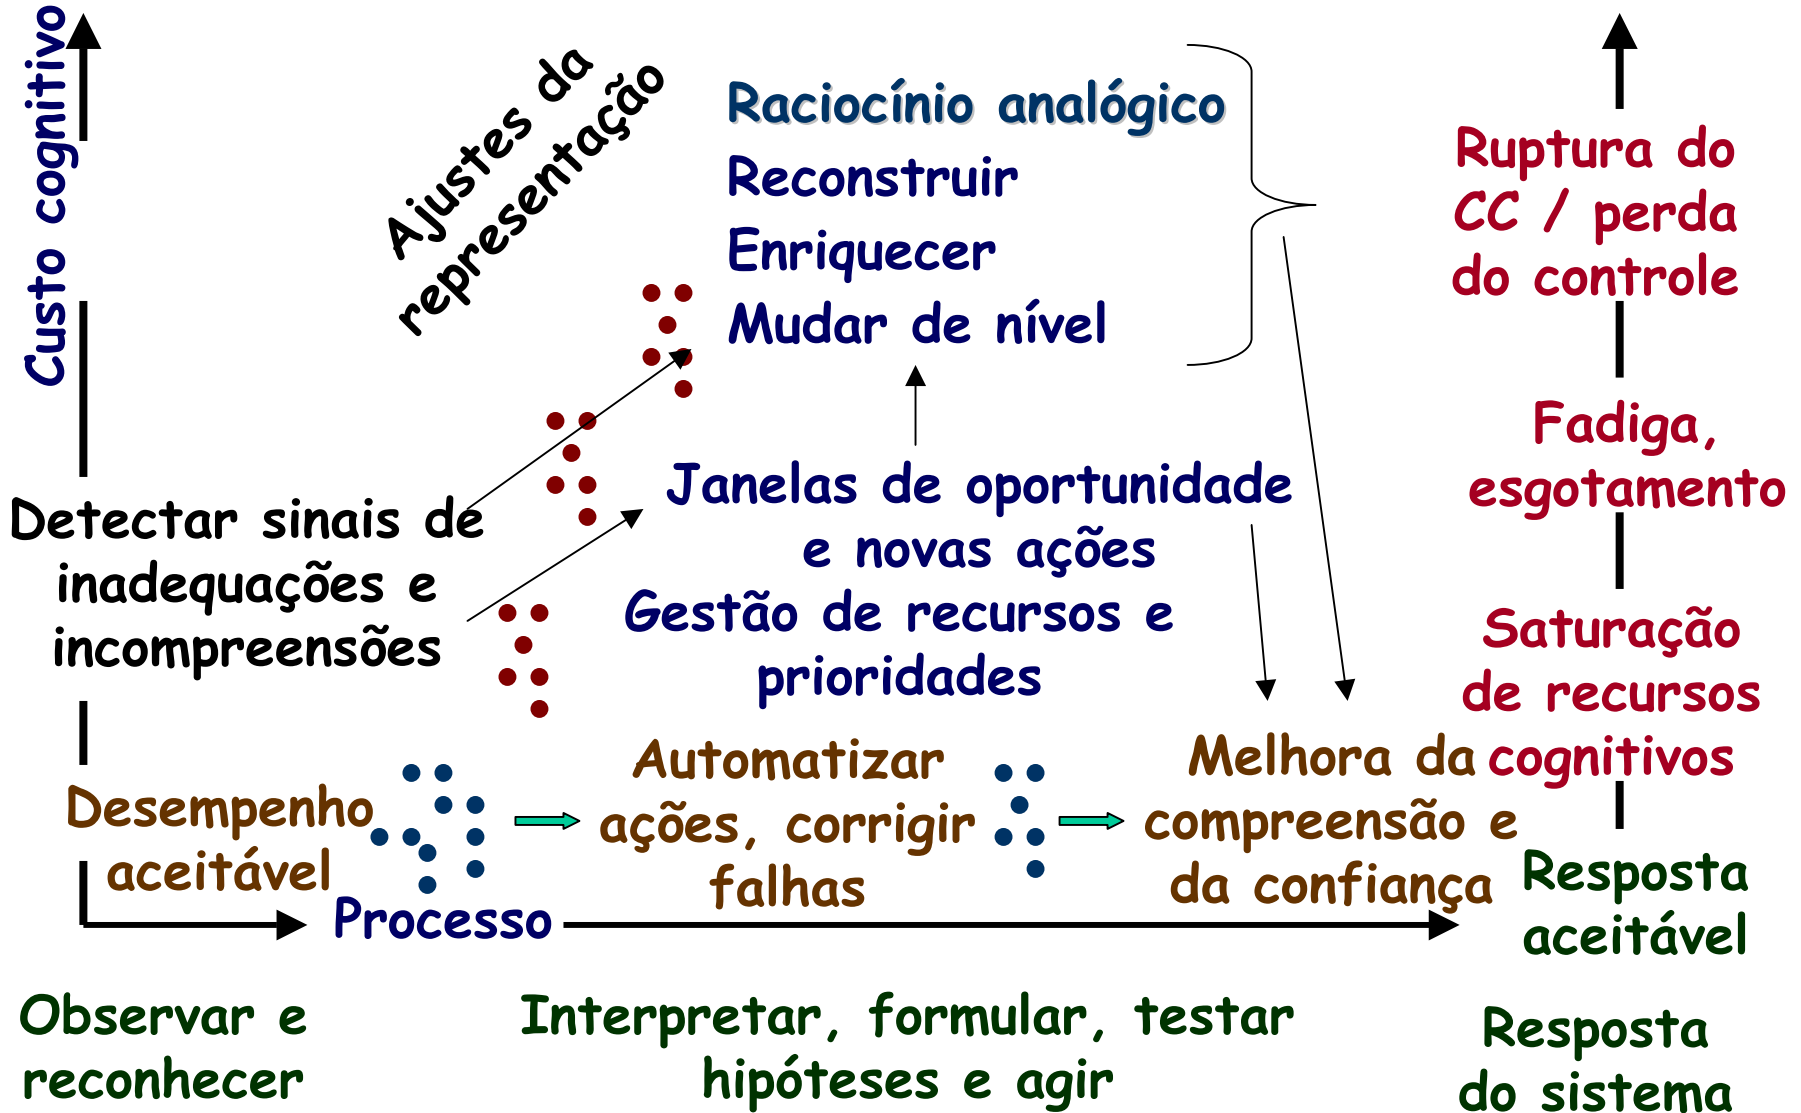 Custo cognitivo
Ajustes da
representação
Raciocínio analógico
Reconstruir
Enriquecer
Mudar de nível
Ruptura do
CC / perda
do controle
Fadiga,
esgotamento
Detectar sinais de
inadequações e
incompreensões
Janelas de oportunidade
e novas ações
Gestão de recursos e
prioridades
Saturação
de recursos
cognitivos
Desempenho
aceitável
Automatizar
ações, corrigir
falhas
Melhora da
compreensão e
da confiança
Resposta
aceitável
Processo
Observar e
reconhecer
Interpretar, formular, testar
hipóteses e agir
Resposta
do sistema